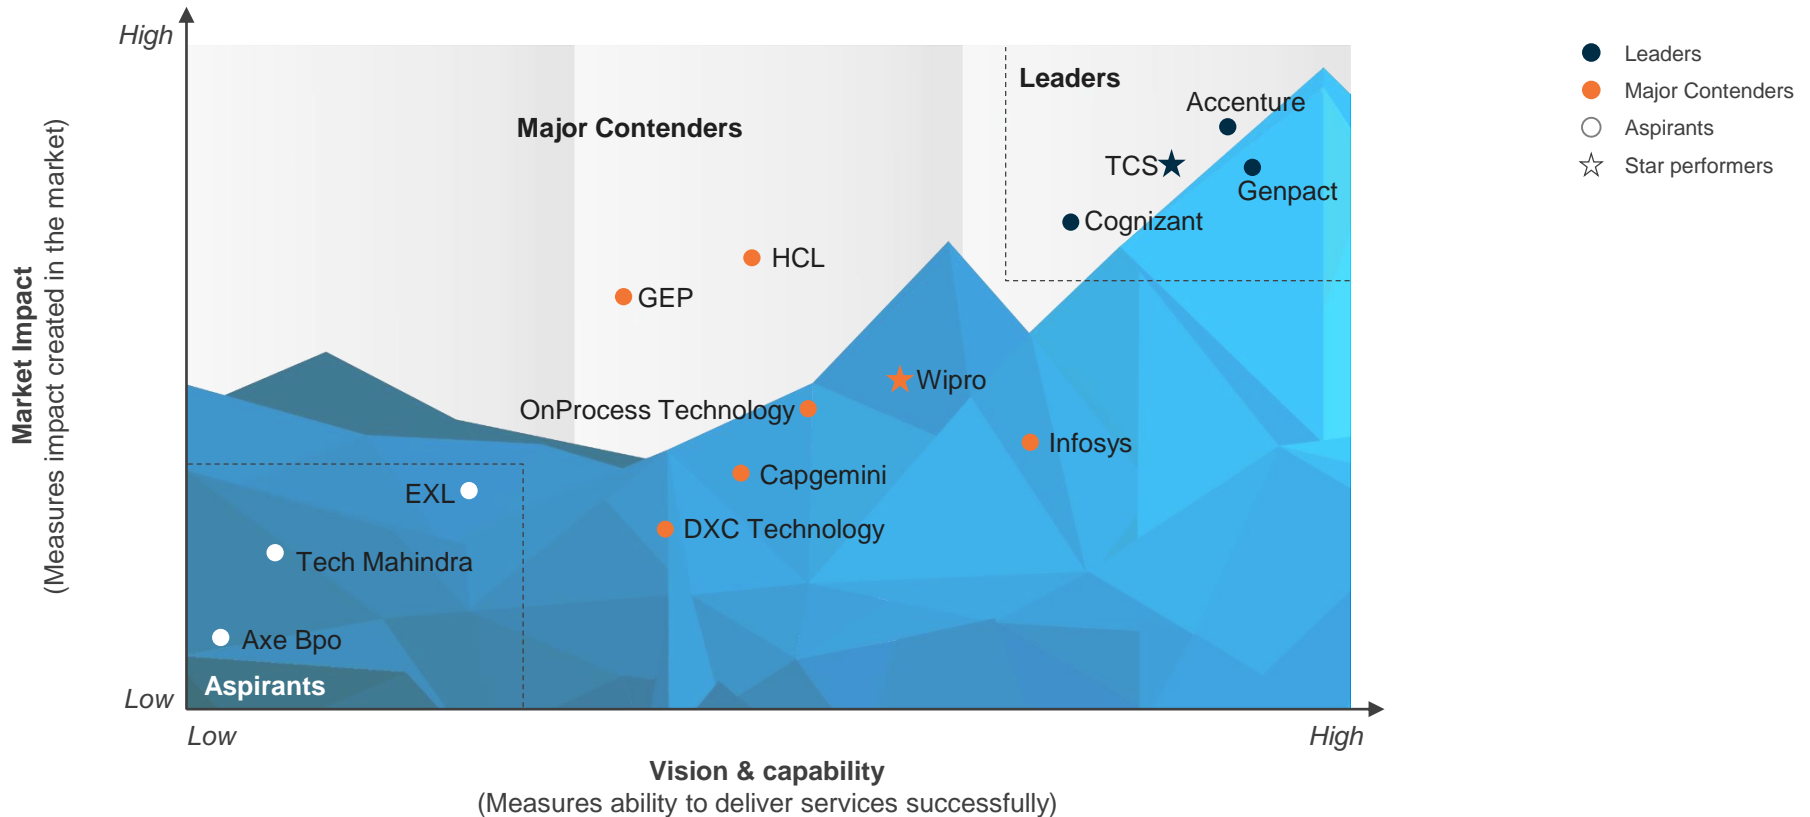 High
Leaders
Major Contenders
Aspirants
Star performers
Leaders
Accenture
Major Contenders
TCS
Genpact
Cognizant
HCL
GEP
Wipro
OnProcess Technology
Infosys
Capgemini
EXL
DXC Technology
Tech Mahindra
Axe Bpo
Aspirants
Market Impact
(Measures impact created in the market)
Low
Low
High
Vision & capability
(Measures ability to deliver services successfully)